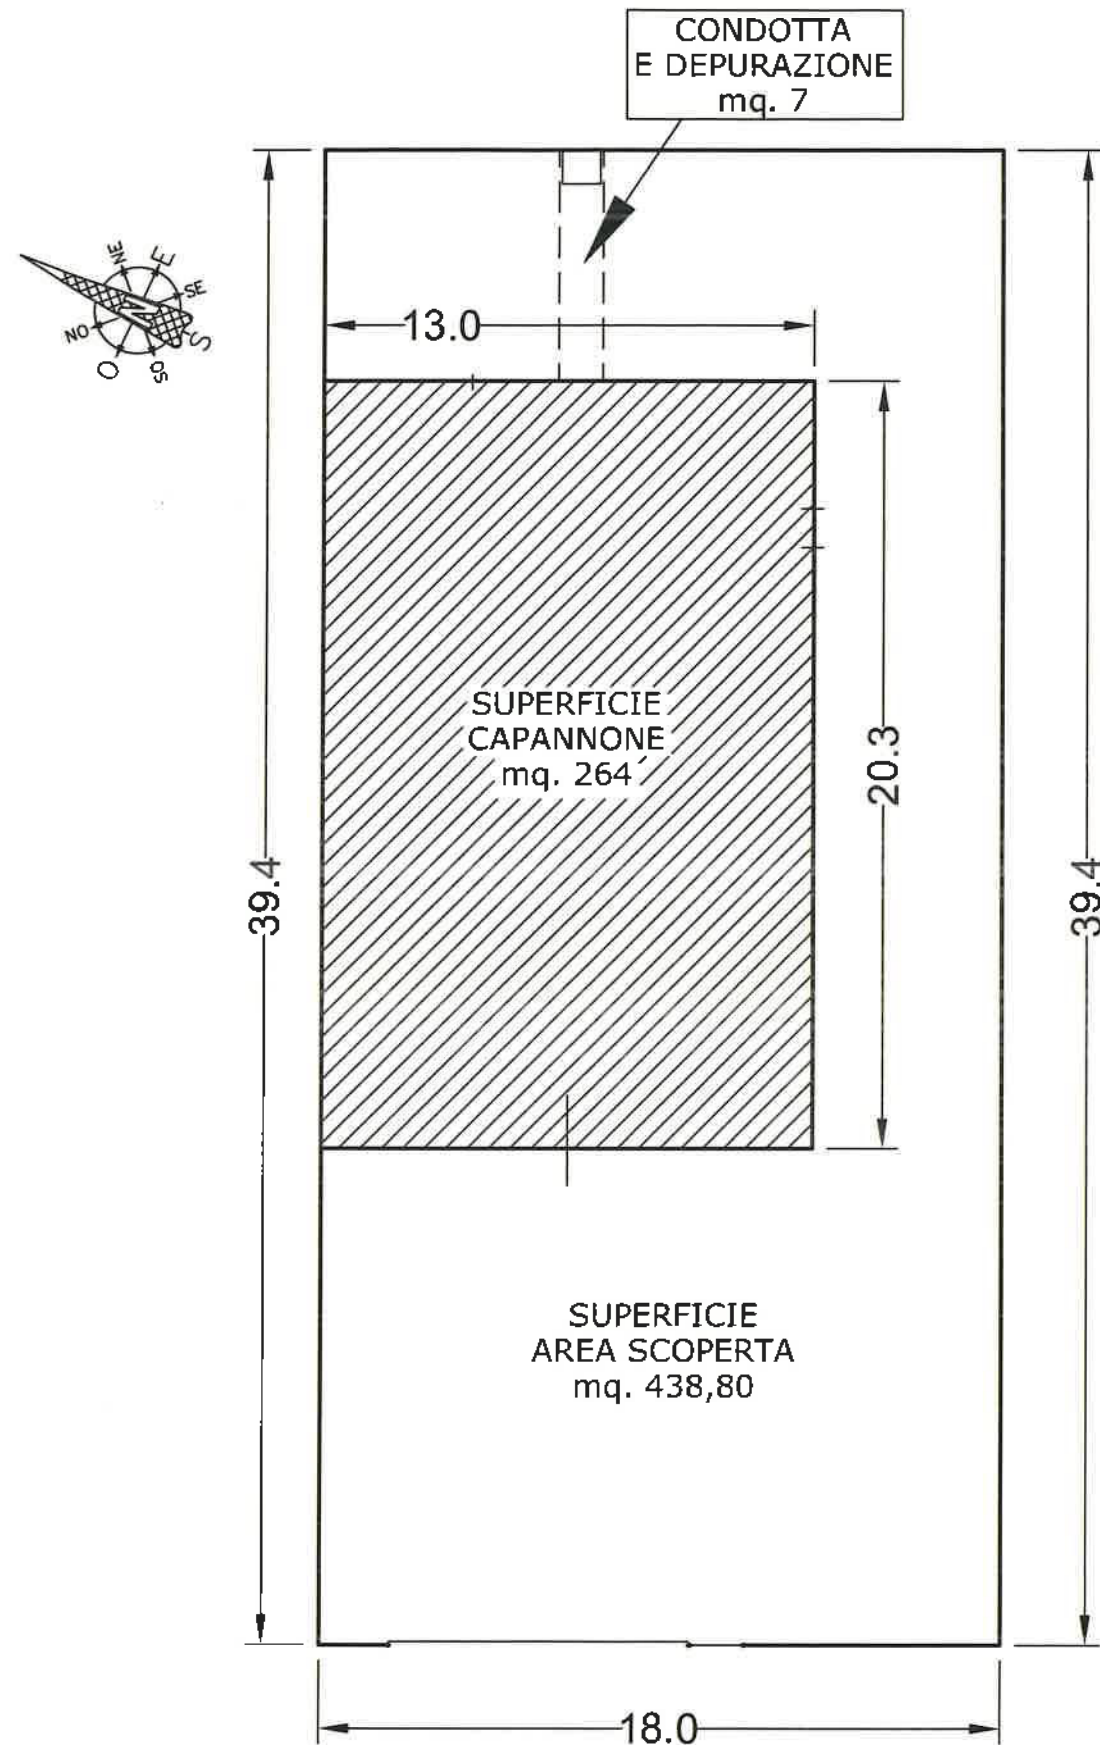 CONDOTTA
E DEPURAZIONE
mq. 7
NE
E
SE
N
S
NO
O
SO
13.0
SUPERFICIE
CAPANNONE
mq. 264
20.3
39.4
39.4
SUPERFICIE
AREA SCOPERTA
mq. 438,80
18.0